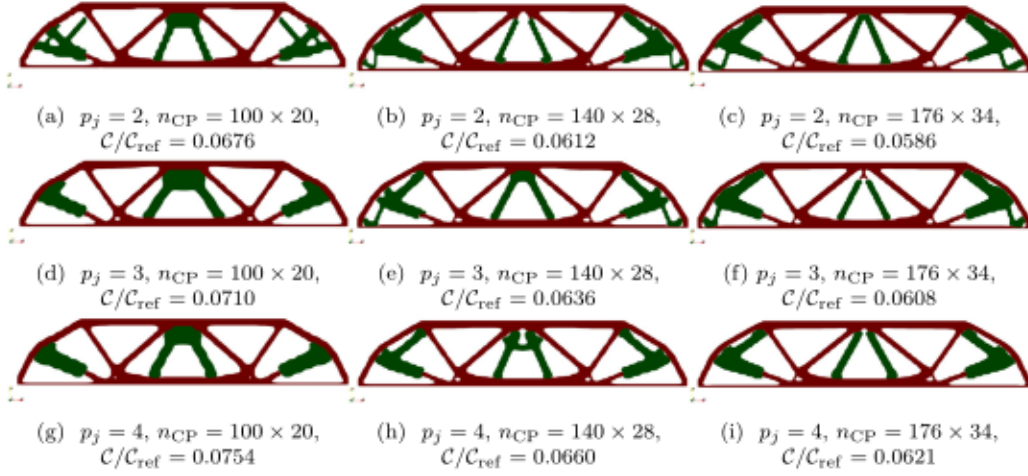 (a) p_j = 2, n_CP = 100 × 20,
C/C_ref = 0.0676
(b) p_j = 2, n_CP = 140 × 28,
C/C_ref = 0.0612
(c) p_j = 2, n_CP = 176 × 34,
C/C_ref = 0.0586
(d) p_j = 3, n_CP = 100 × 20,
C/C_ref = 0.0710
(e) p_j = 3, n_CP = 140 × 28,
C/C_ref = 0.0636
(f) p_j = 3, n_CP = 176 × 34,
C/C_ref = 0.0608
(g) p_j = 4, n_CP = 100 × 20,
C/C_ref = 0.0754
(h) p_j = 4, n_CP = 140 × 28,
C/C_ref = 0.0660
(i) p_j = 4, n_CP = 176 × 34,
C/C_ref = 0.0621